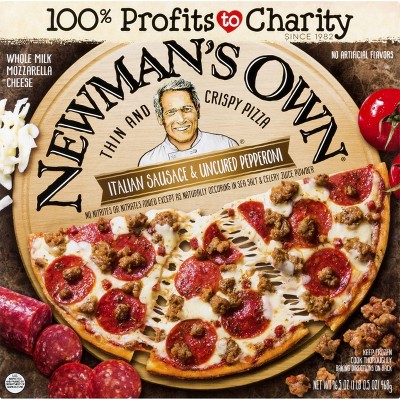 100% Profits to Charity
SINCE 1982
WHOLE MILK
MOZZARELLA
CHEESE
NO ARTIFICIAL FLAVORS
NEWMAN'S OWN®
THIN AND CRISPY PIZZA
ITALIAN SAUSAGE & UNCURED PEPPERONI
NO NITRATES OR NITRITES ADDED EXCEPT AS NATURALLY OCCURING IN SEA SALT & CELERY JUICE POWDER
KEEP FROZEN
COOK THOROUGHLY
BAKING DIRECTIONS ON BACK
NET WT 16.5 OZ (1 LB 0.5 OZ) 468g